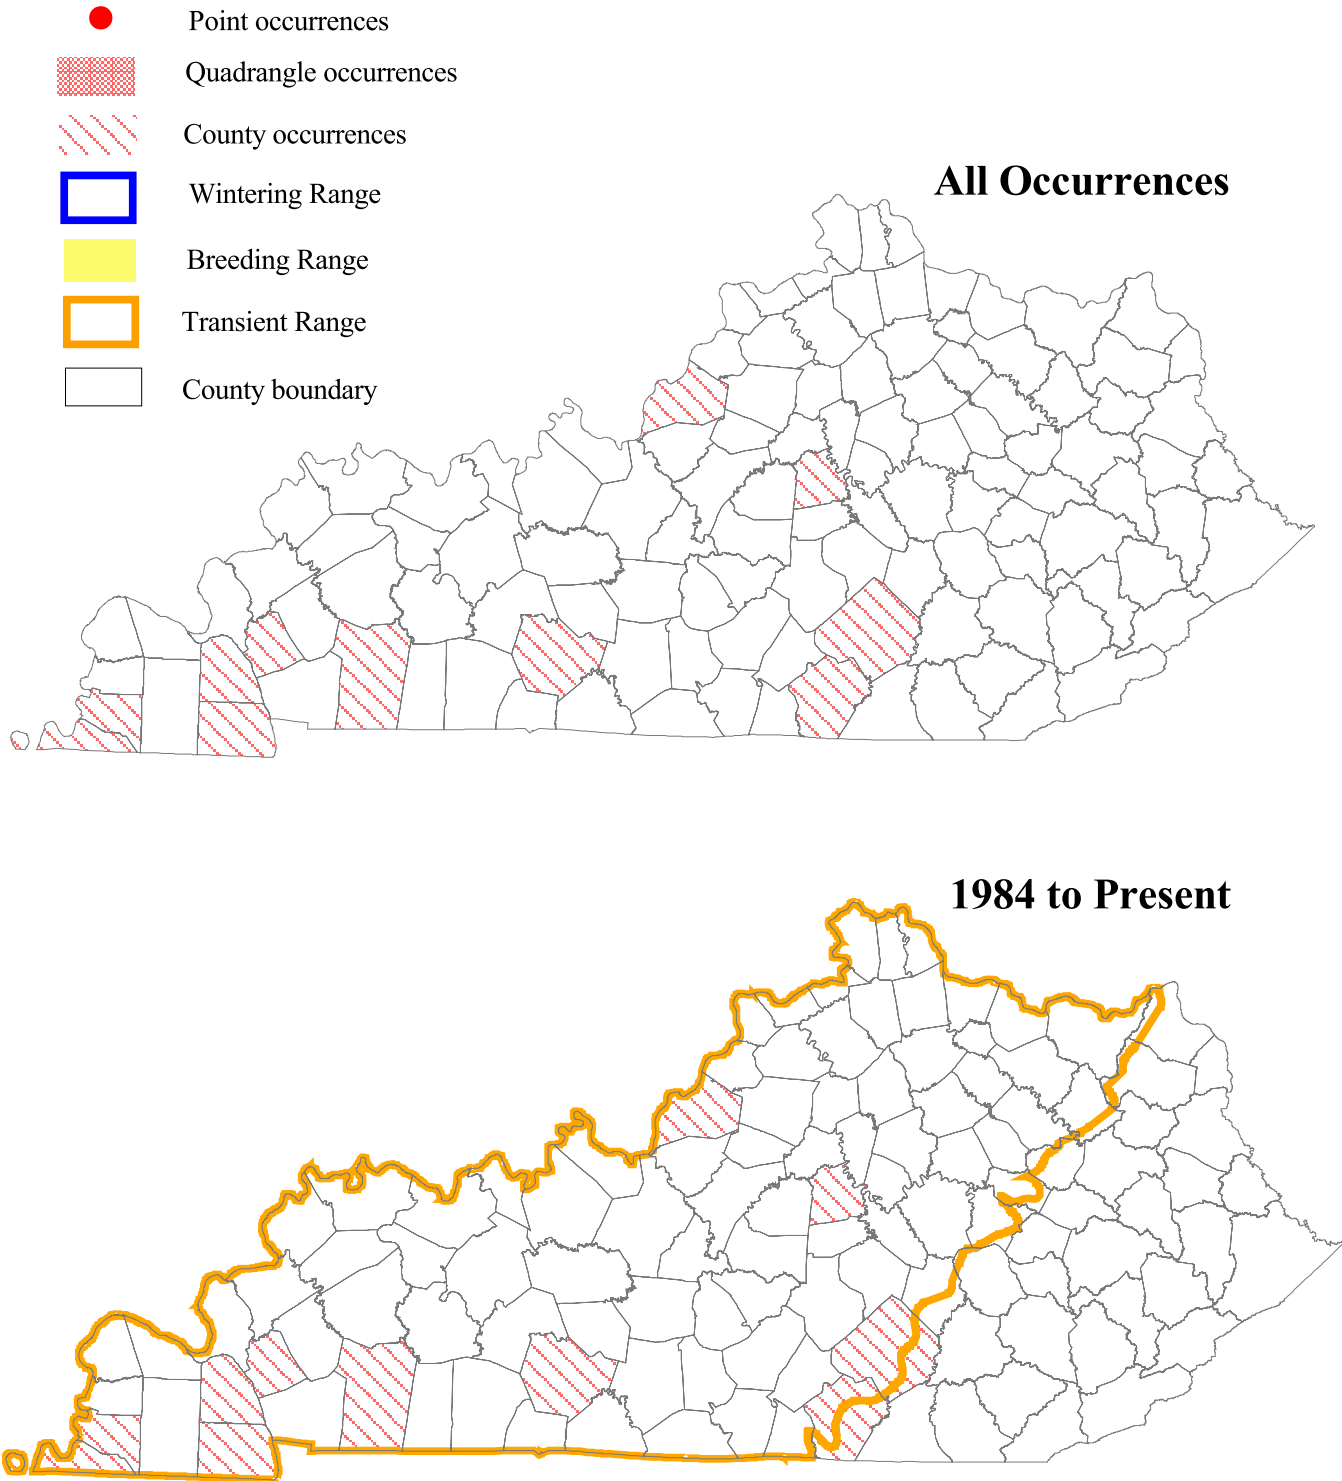 Point occurrences
Quadrangle occurrences
County occurrences
Wintering Range
Breeding Range
Transient Range
County boundary
All Occurrences
1984 to Present